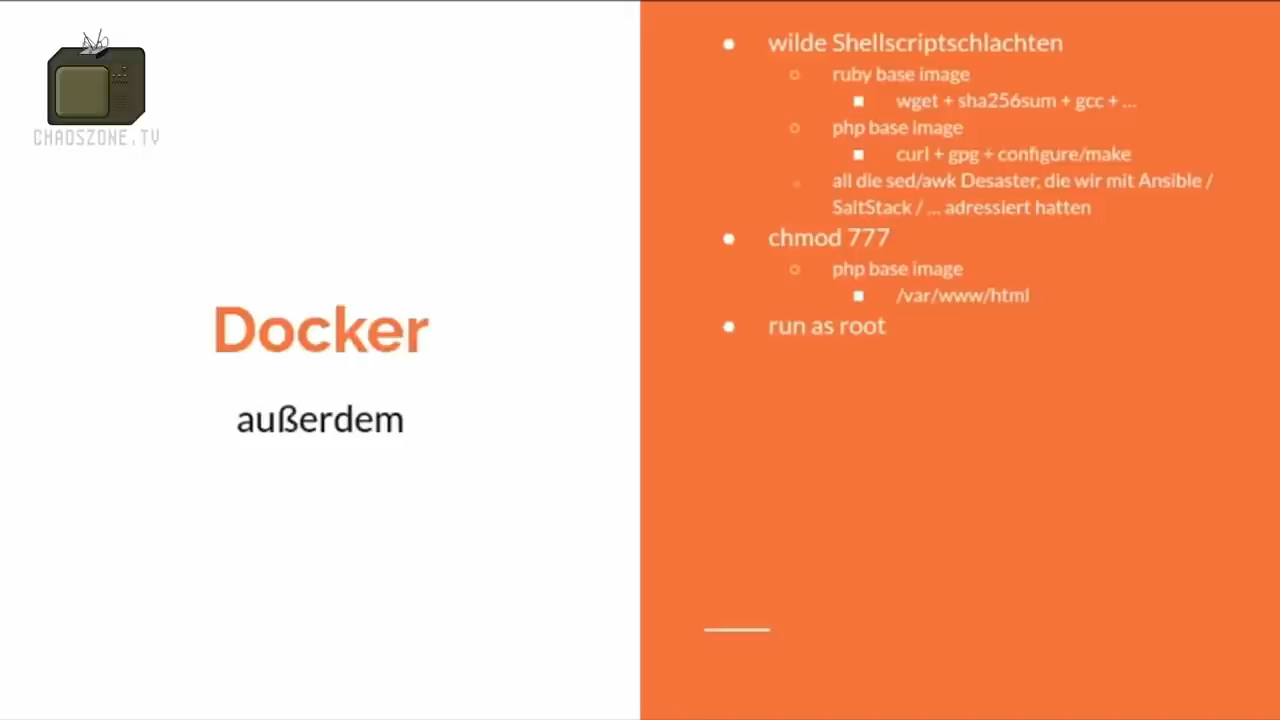 CHAOSZONE.TV
Docker
außerdem
wilde Shellscriptschlachten
ruby base image
wget + sha256sum + gcc + ...
php base image
curl + gpg + configure/make
all die sed/awk Desaster, die wir mit Ansible /
SaltStack / ... adressiert hatten
chmod 777
php base image
/var/www/html
run as root